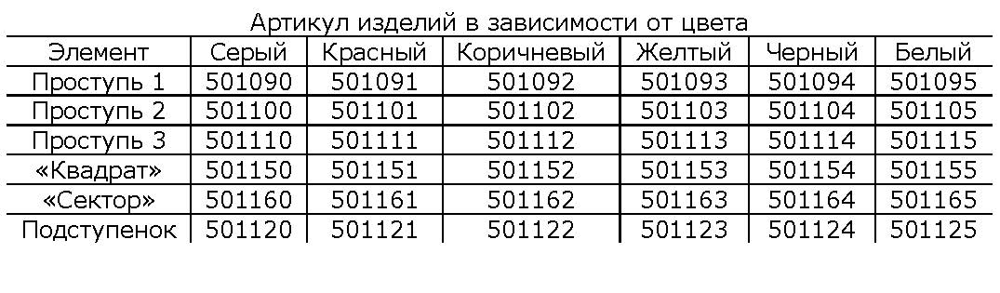 Артикул изделий в зависимости от цвета
Элемент Серый Красный Коричневый Желтый Черный Белый
Проступь 1 501090 501091 501092 501093 501094 501095
Проступь 2 501100 501101 501102 501103 501104 501105
Проступь 3 501110 501111 501112 501113 501114 501115
«Квадрат» 501150 501151 501152 501153 501154 501155
«Сектор» 501160 501161 501162 501163 501164 501165
Подступенок 501120 501121 501122 501123 501124 501125